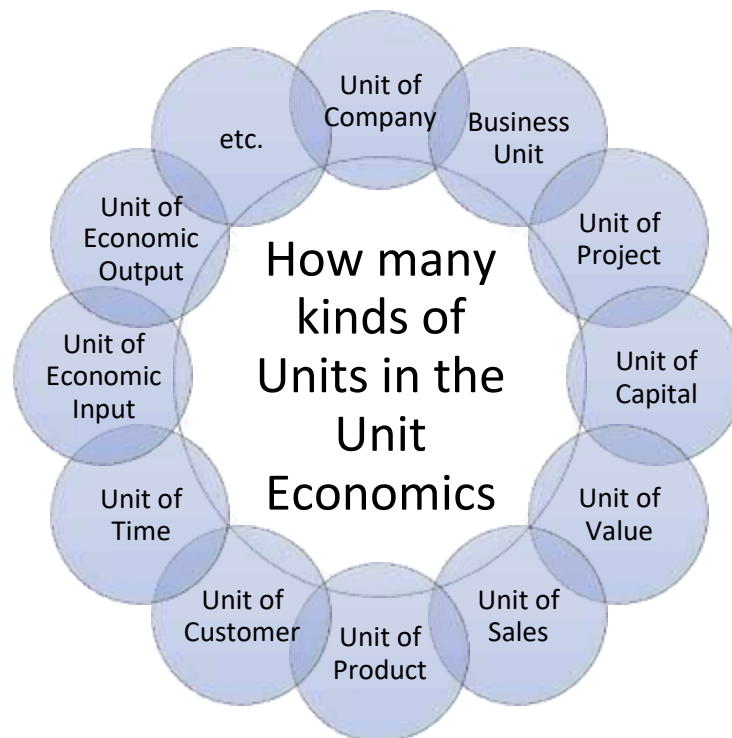 How many
kinds of
Units in the
Unit
Economics
Unit of
Company
Business
Unit
Unit of
Project
Unit of
Capital
Unit of
Value
Unit of
Sales
Unit of
Product
Unit of
Customer
Unit of
Time
Unit of
Economic
Input
Unit of
Economic
Output
etc.